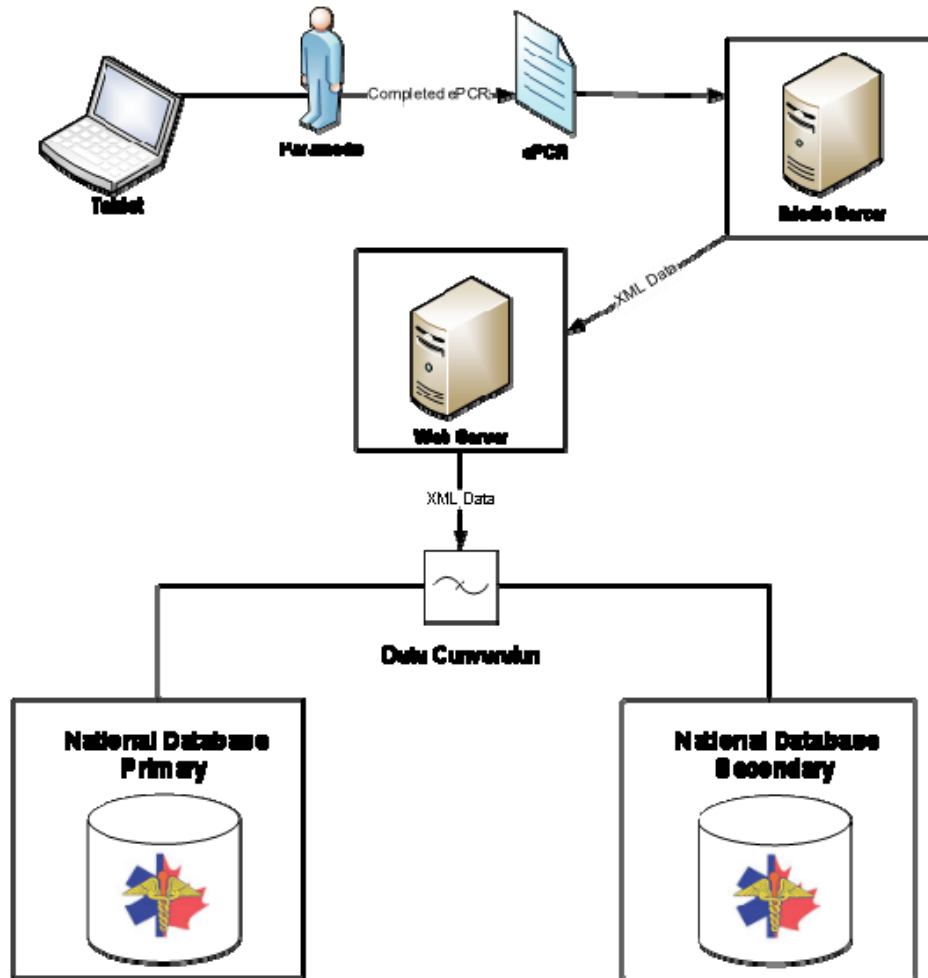 Completed ePCR
Tablet
Paramedic
ePCR
Server
XML Data
Web Server
XML Data
Data Conversion
National Database
Primary
National Database
Secondary